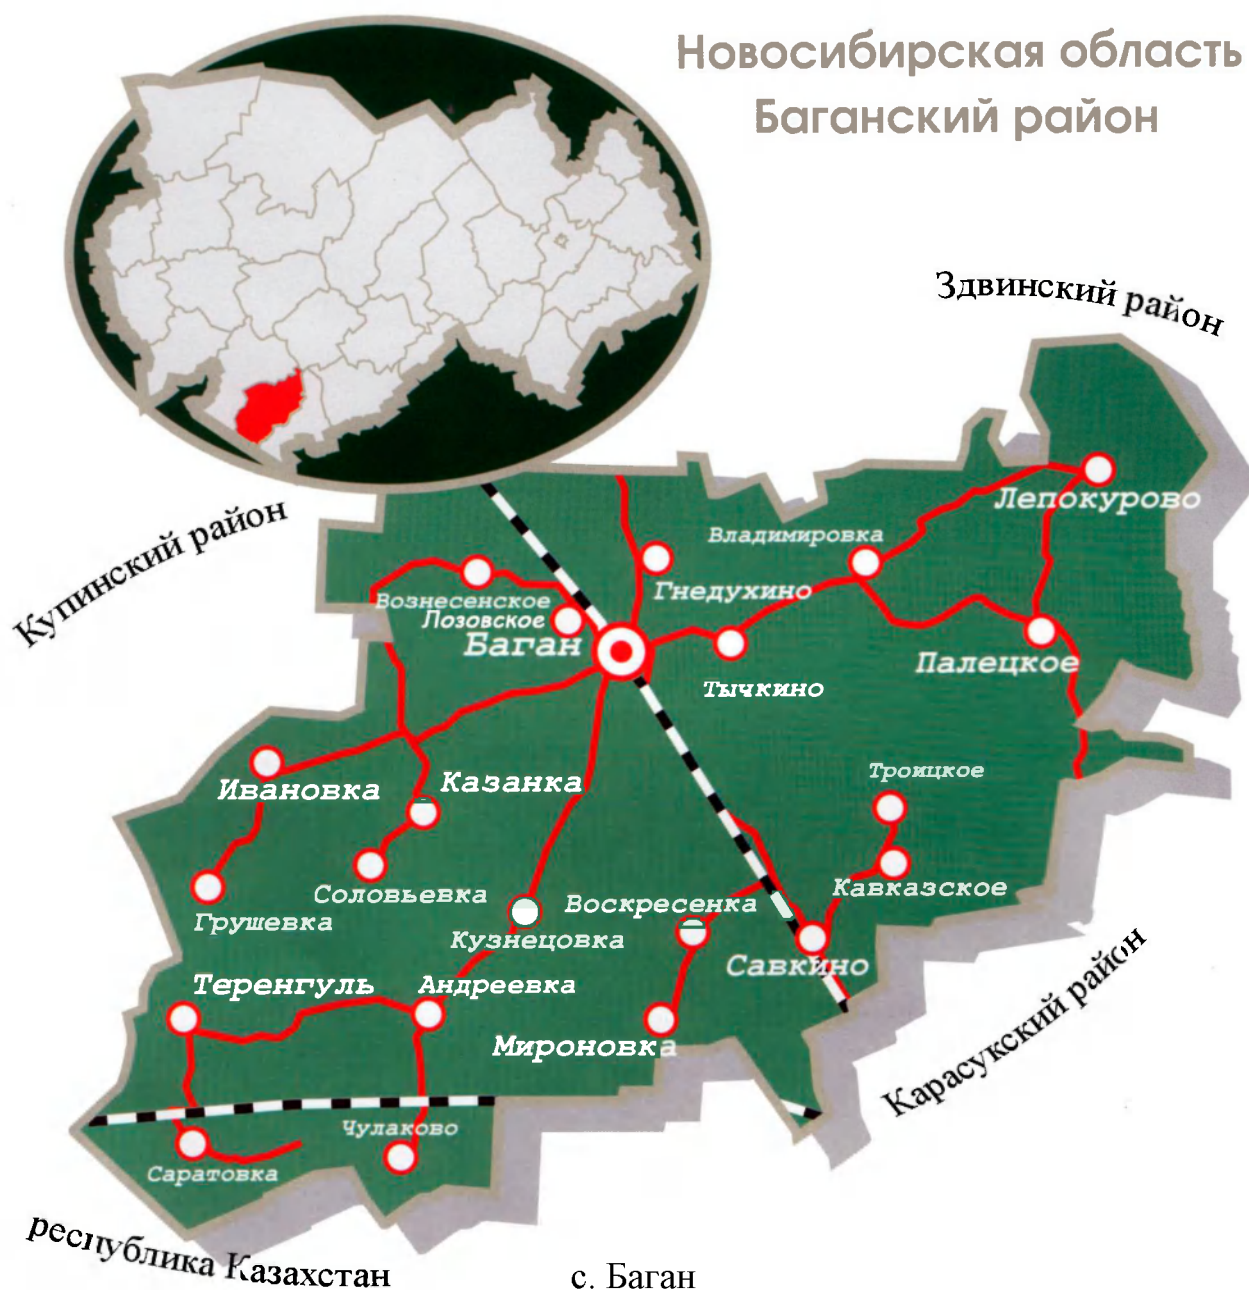 Новосибирская область
Баганский район
Здвинский район
Лепокурово
Купинский район
Владимировка
Гнедухино
Вознесенское
Лозовское
Баган
Палецкое
Тычкино
Троицкое
Ивановка
Казанка
Соловьевка
Кавказское
Воскресенка
Грушевка
Кузнецовка
Савкино
Теренгуль
Андреевка
Мироновка
Карасукский район
Чулаково
Саратовка
республика Казахстан
с. Баган